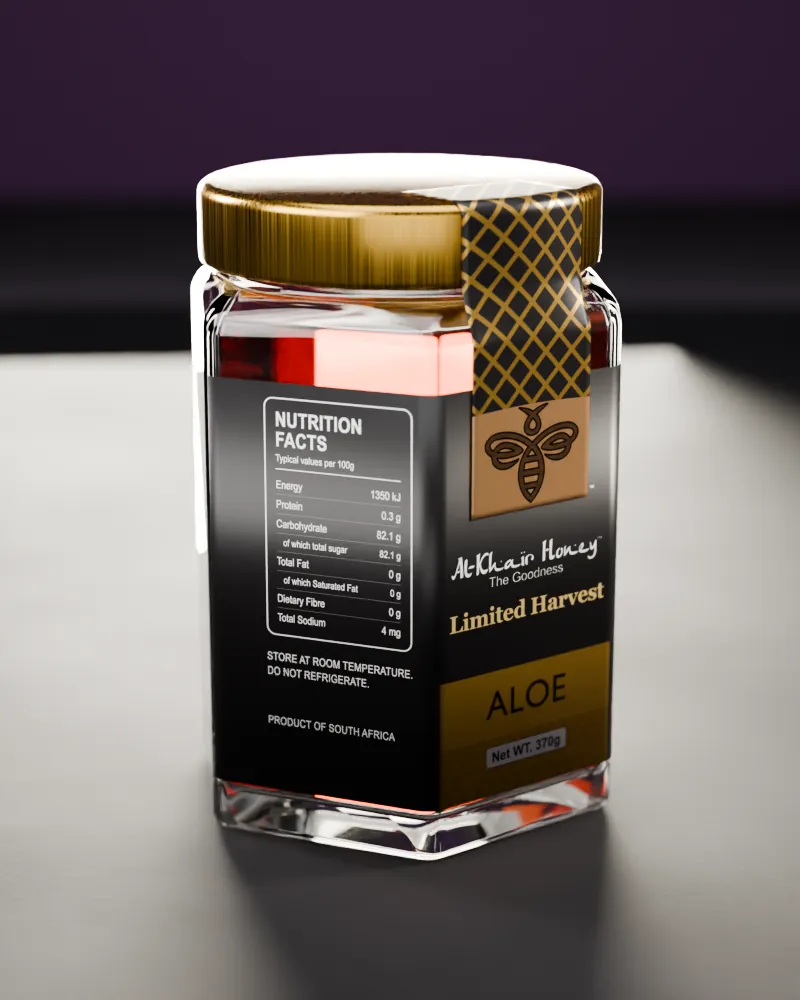 NUTRITION
FACTS
Typical values per 100g
Energy 1350 kJ
Protein 0.3 g
Carbohydrate 82.1 g
of which total sugar 82.1 g
Total Fat 0 g
of which Saturated Fat 0 g
Dietary Fibre 0 g
Total Sodium 4 mg
STORE AT ROOM TEMPERATURE.
DO NOT REFRIGERATE.
PRODUCT OF SOUTH AFRICA
Al-Khair Honey
The Goodness
Limited Harvest
ALOE
Net WT. 370g